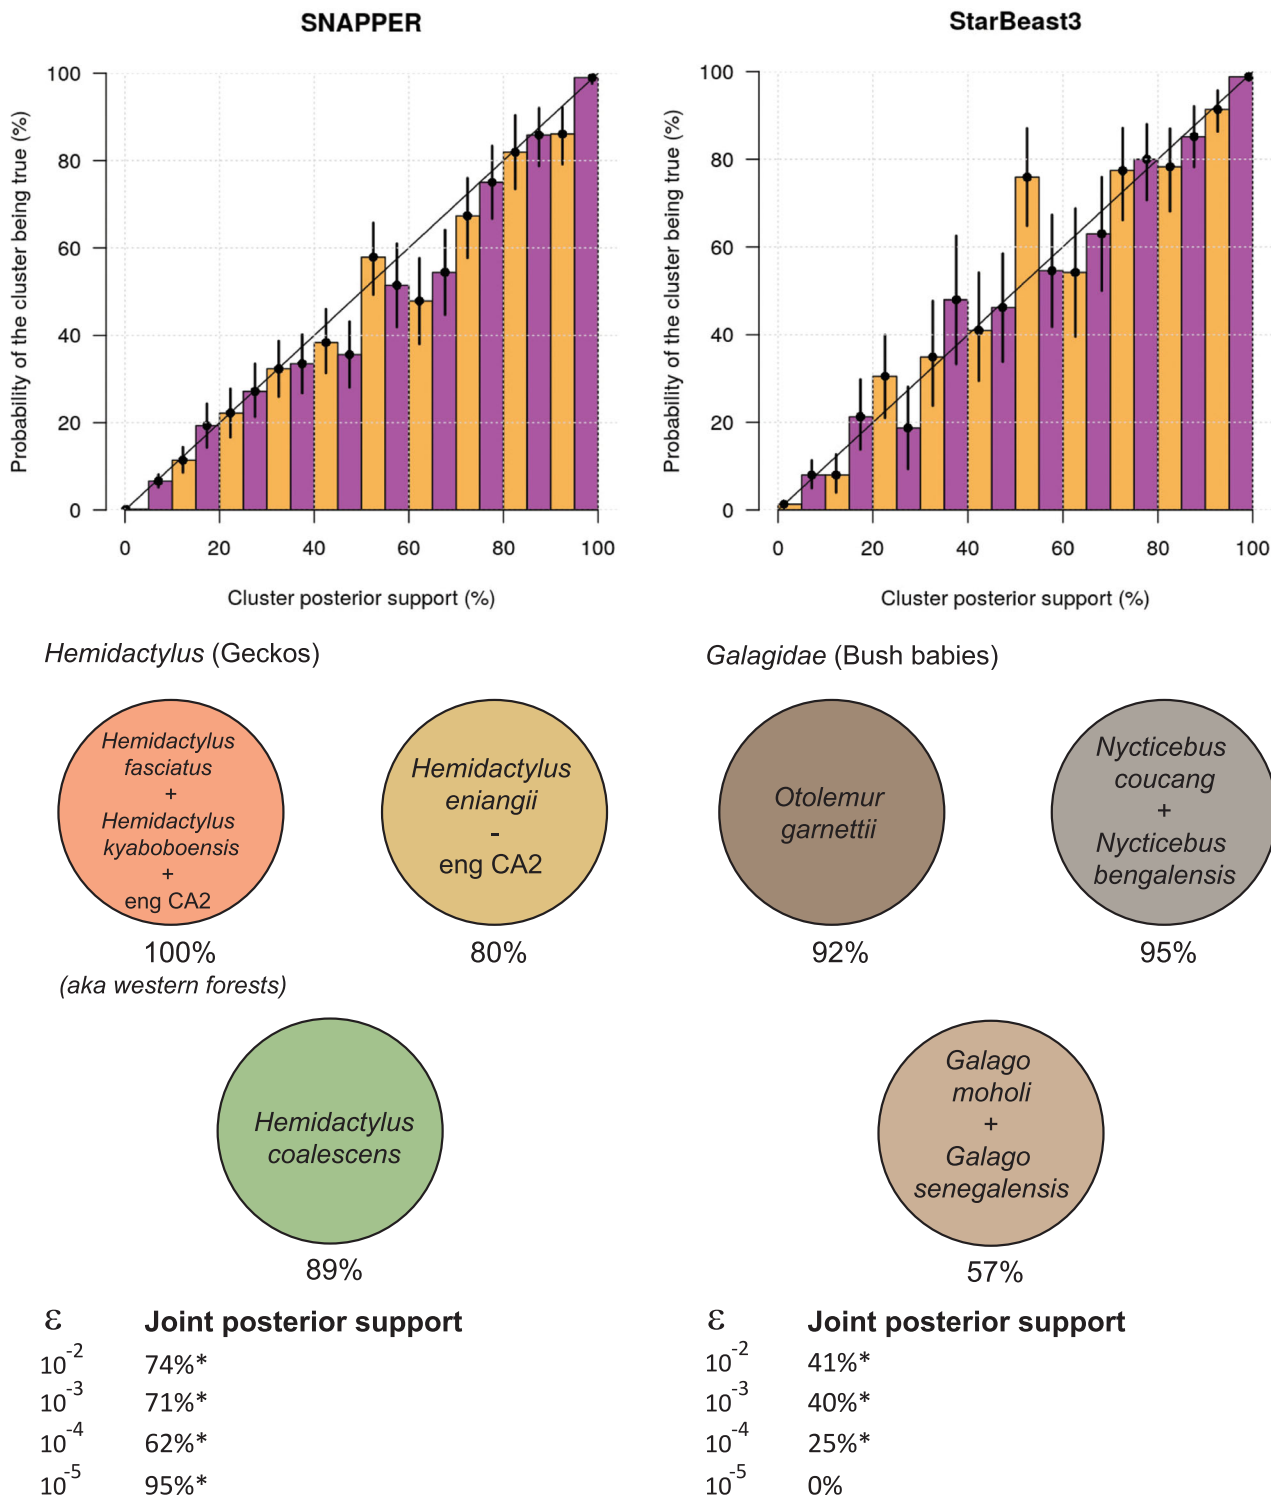 SNAPPER
Probability of the cluster being true (%)
100
80
60
40
20
0
0 20 40 60 80 100
Cluster posterior support (%)
StarBeast3
Probability of the cluster being true (%)
100
80
60
40
20
0
0 20 40 60 80 100
Cluster posterior support (%)
Hemidactylus (Geckos)
Hemidactylus
fasciatus
+
Hemidactylus
kyaboboensis
+
eng CA2
100%
(aka western forests)
Hemidactylus
eniangii
-
eng CA2
80%
Hemidactylus
coalescens
89%
ε Joint posterior support
10-2 74%*
10-3 71%*
10-4 62%*
10-5 95%*
Galagidae (Bush babies)
Otolemur
garnettii
92%
Nycticebus
coucang
+
Nycticebus
bengalensis
95%
Galago
moholi
+
Galago
senegalensis
57%
ε Joint posterior support
10-2 41%*
10-3 40%*
10-4 25%*
10-5 0%